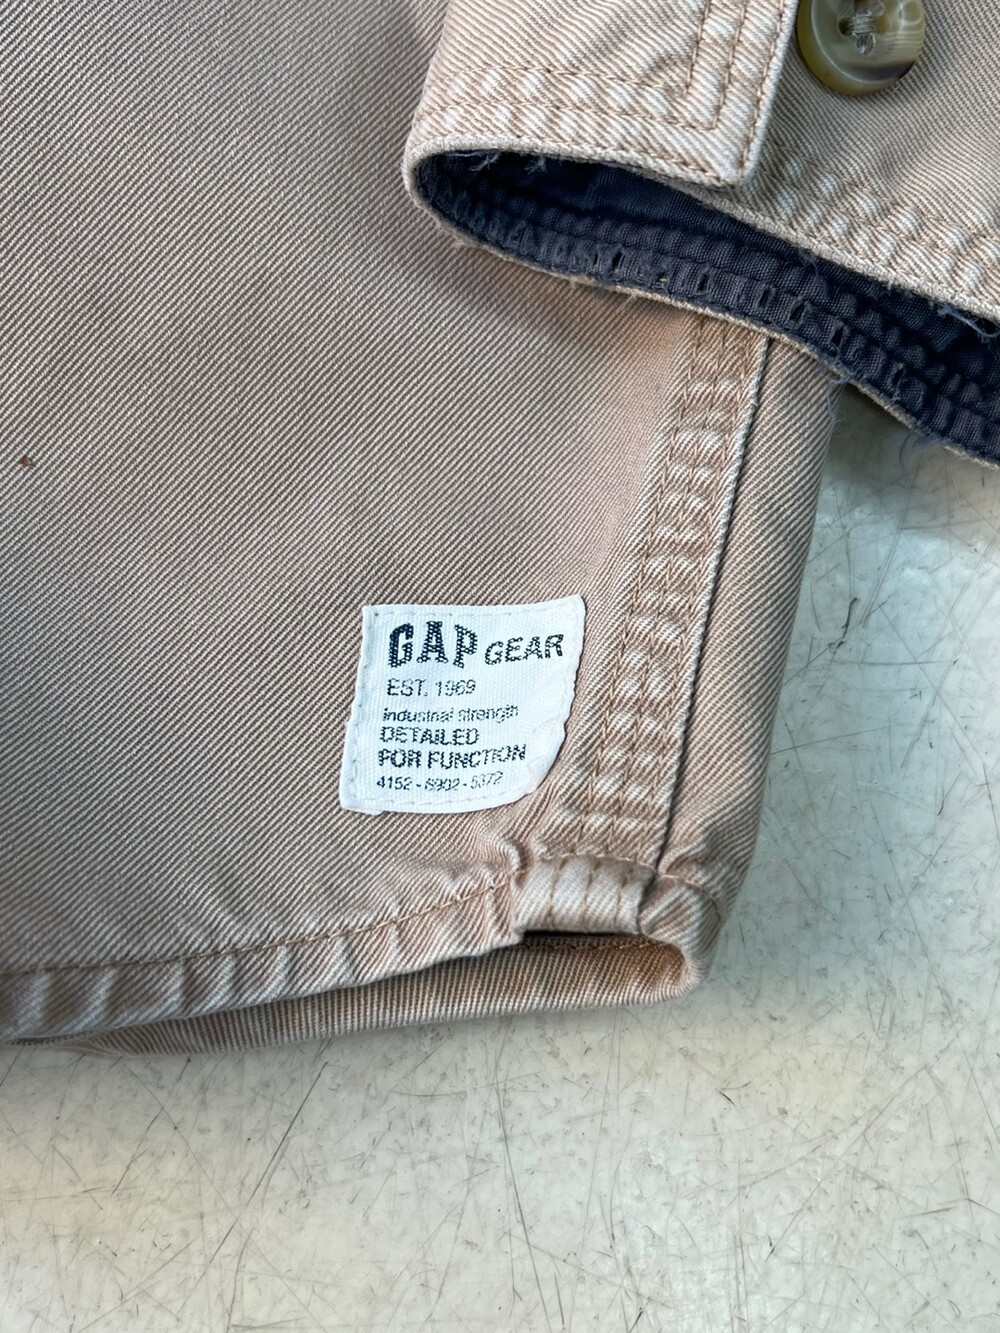 GAP GEAR
EST. 1969
industrial strength
DETAILED
FOR FUNCTION
4152-8902-5372